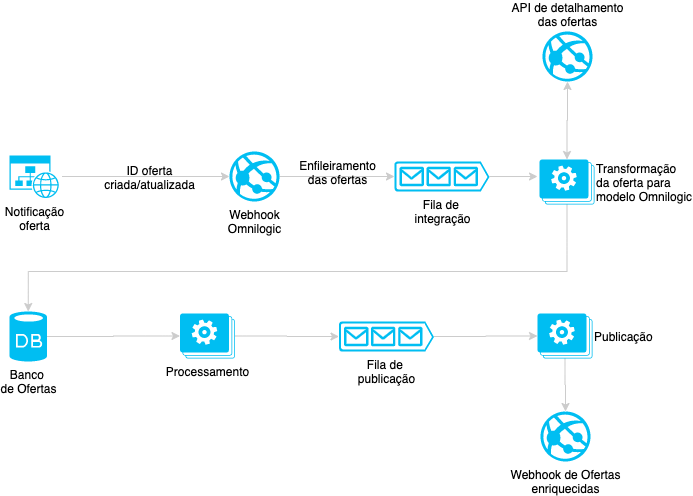 API de detalhamento
das ofertas
ID oferta
criada/atualizada
Enfileiramento
das ofertas
Transformação
da oferta para
modelo Omnilogic
Notificação
oferta
Webhook
Omnilogic
Fila de
integração
DB
Publicação
Banco
de Ofertas
Processamento
Fila de
publicação
Webhook de Ofertas
enriquecidas